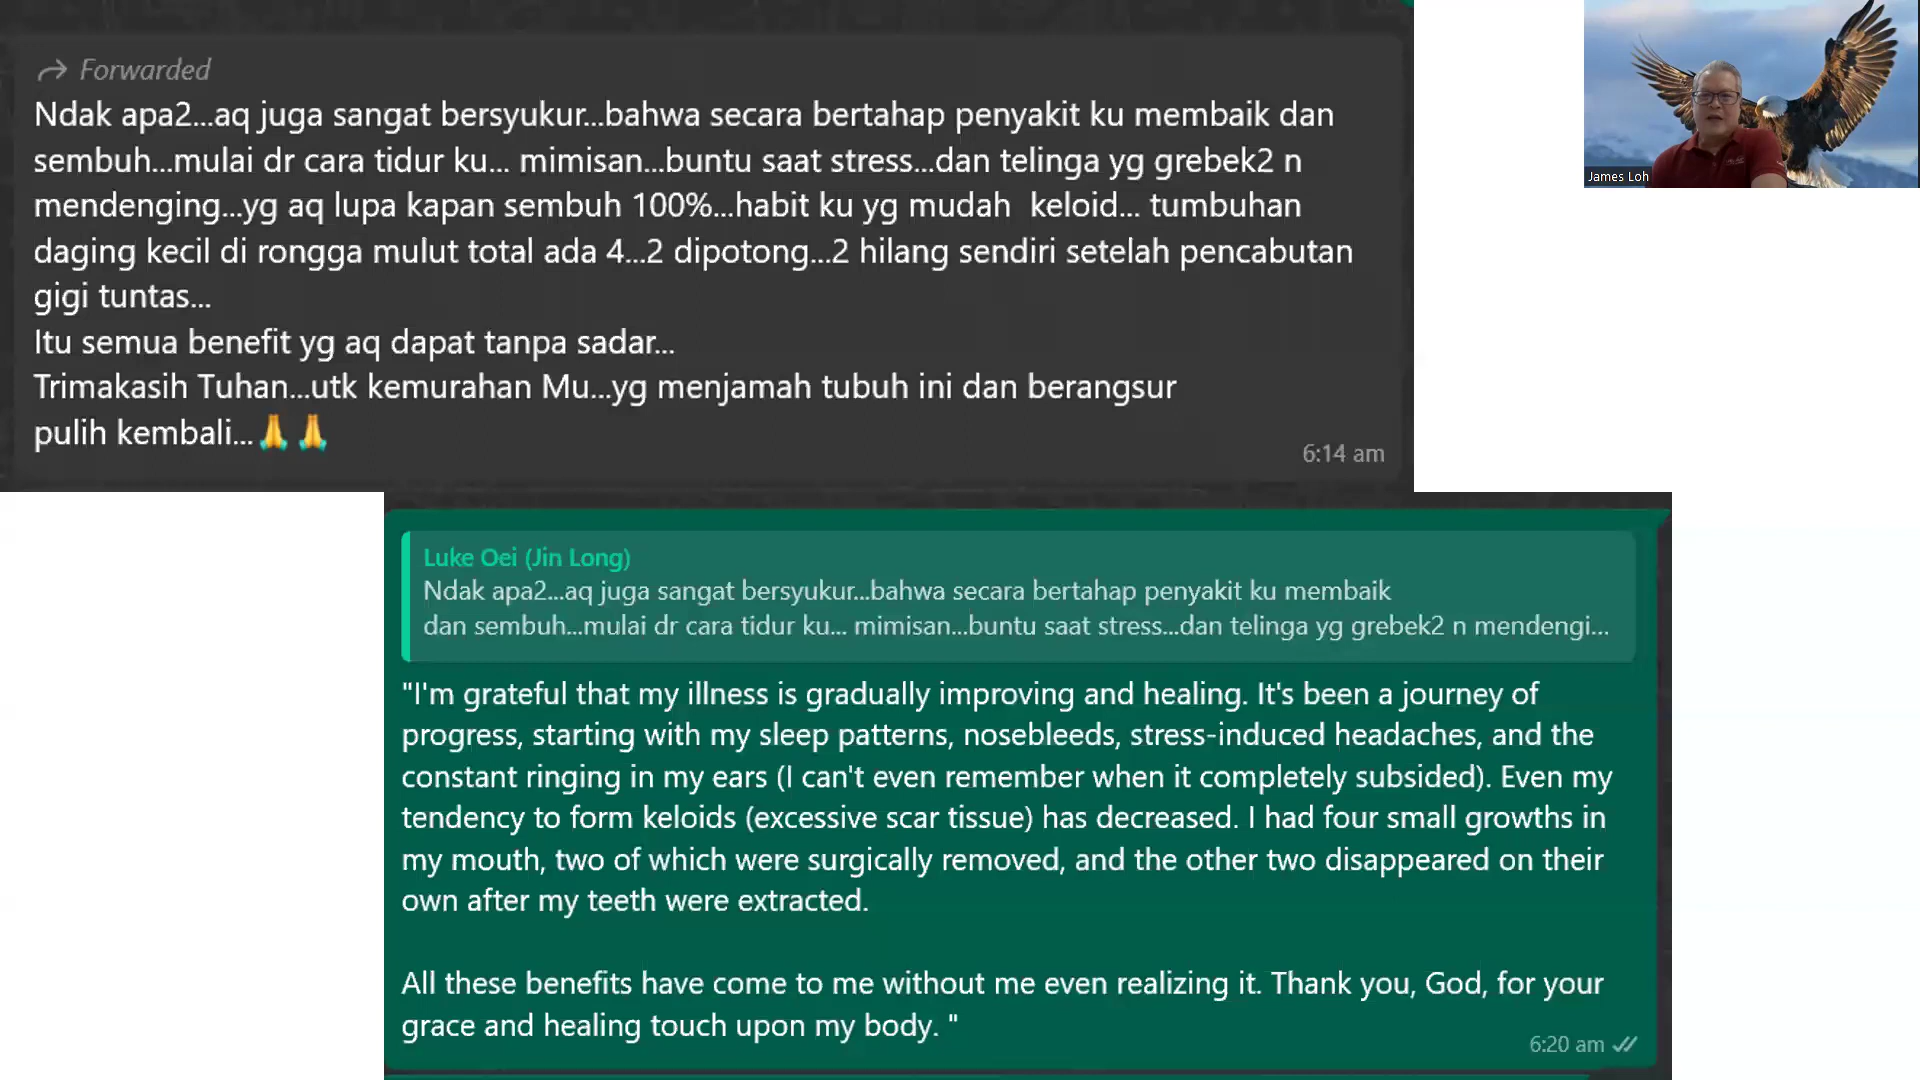 Forwarded
Ndak apa2...aq juga sangat bersyukur...bahwa secara bertahap penyakit ku membaik dan
sembuh...mulai dr cara tidur ku... mimisan...buntu saat stress...dan telinga yg grebek2 n
mendenging...yg aq lupa kapan sembuh 100%...habit ku yg mudah  keloid... tumbuhan
daging kecil di rongga mulut total ada 4...2 dipotong...2 hilang sendiri setelah pencabutan
gigi tuntas...
Itu semua benefit yg aq dapat tanpa sadar...
Trimakasih Tuhan...utk kemurahan Mu...yg menjamah tubuh ini dan berangsur
pulih kembali...🙏🙏
6:14 am
James Loh
Luke Oei (Jin Long)
Ndak apa2...aq juga sangat bersyukur...bahwa secara bertahap penyakit ku membaik
dan sembuh...mulai dr cara tidur ku... mimisan...buntu saat stress...dan telinga yg grebek2 n mendengi...
"I'm grateful that my illness is gradually improving and healing. It's been a journey of
progress, starting with my sleep patterns, nosebleeds, stress-induced headaches, and the
constant ringing in my ears (I can't even remember when it completely subsided). Even my
tendency to form keloids (excessive scar tissue) has decreased. I had four small growths in
my mouth, two of which were surgically removed, and the other two disappeared on their
own after my teeth were extracted.
All these benefits have come to me without me even realizing it. Thank you, God, for your
grace and healing touch upon my body. "
6:20 am